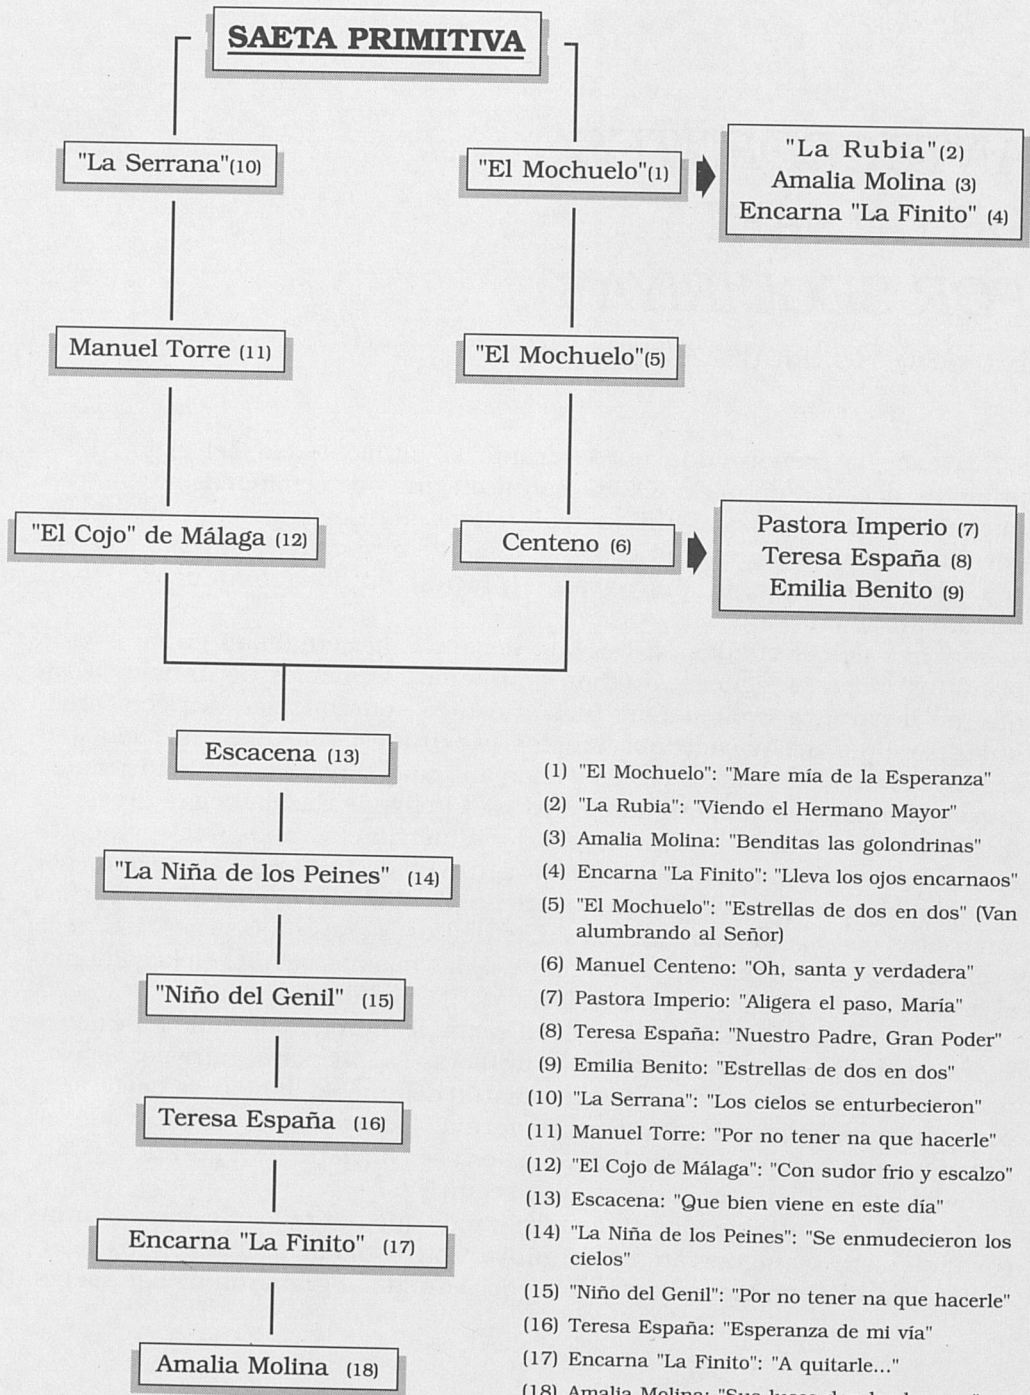 SAETA PRIMITIVA
"La Serrana"(10)
"El Mochuelo"(1)
"La Rubia"(2)
Amalia Molina (3)
Encarna "La Finito" (4)
Manuel Torre (11)
"El Mochuelo"(5)
"El Cojo" de Málaga (12)
Centeno (6)
Pastora Imperio (7)
Teresa España (8)
Emilia Benito (9)
Escacena (13)
"La Niña de los Peines" (14)
"Niño del Genil" (15)
Teresa España (16)
Encarna "La Finito" (17)
Amalia Molina (18)
(1) "El Mochuelo": "Mare mía de la Esperanza"
(2) "La Rubia": "Viendo el Hermano Mayor"
(3) Amalia Molina: "Benditas las golondrinas"
(4) Encarna "La Finito": "Lleva los ojos encarnaos"
(5) "El Mochuelo": "Estrellas de dos en dos" (Van
alumbrando al Señor)
(6) Manuel Centeno: "Oh, santa y verdadera"
(7) Pastora Imperio: "Aligera el paso, María"
(8) Teresa España: "Nuestro Padre, Gran Poder"
(9) Emilia Benito: "Estrellas de dos en dos"
(10) "La Serrana": "Los cielos se enturbecieron"
(11) Manuel Torre: "Por no tener na que hacerle"
(12) "El Cojo de Málaga": "Con sudor frio y escalzo"
(13) Escacena: "Que bien viene en este día"
(14) "La Niña de los Peines": "Se enmudecieron los
cielos"
(15) "Niño del Genil": "Por no tener na que hacerle"
(16) Teresa España: "Esperanza de mi vía"
(17) Encarna "La Finito": "A quitarle..."
(18) Amalia Molina: